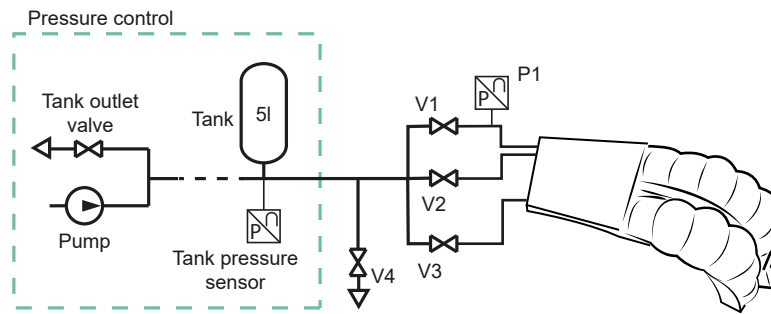 Pressure control
Tank outlet
valve
Pump
Tank
5l
P
Tank pressure
sensor
V1
P
P1
V2
V3
V4